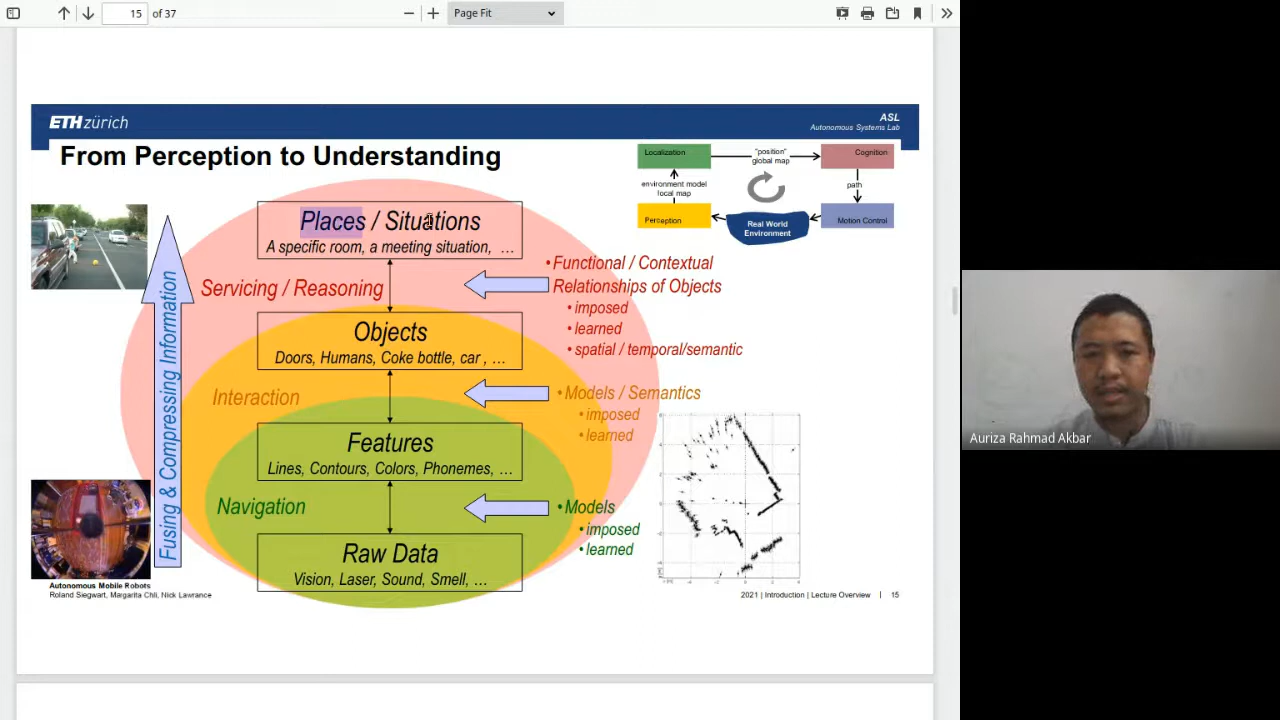 15 of 37
Page Fit
ETH zürich
ASL
Autonomous Systems Lab
From Perception to Understanding
Localization
"position"
global map
Cognition
environment model
local map
path
Perception
Real World
Environment
Motion Control
Places / Situations
A specific room, a meeting situation, …
Servicing / Reasoning
• Functional / Contextual
Relationships of Objects
• imposed
• learned
• spatial / temporal/semantic
Objects
Doors, Humans, Coke bottle, car , …
Interaction
• Models / Semantics
• imposed
• learned
Features
Lines, Contours, Colors, Phonemes, …
Navigation
• Models
• imposed
• learned
Raw Data
Vision, Laser, Sound, Smell, …
Fusing & Compressing Information
Autonomous Mobile Robots
Roland Siegwart, Margarita Chli, Nick Lawrance
2021 | Introduction | Lecture Overview | 15
Auriza Rahmad Akbar